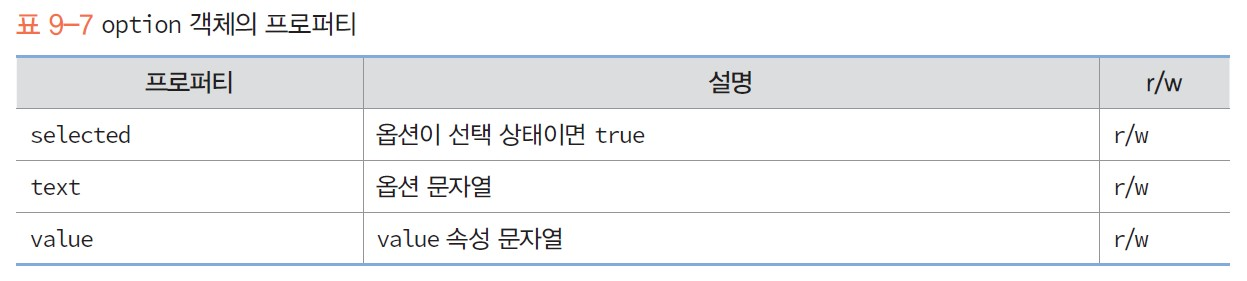 표 9-7 option 객체의 프로퍼티
프로퍼티 설명 r/w
selected 옵션이 선택 상태이면 true r/w
text 옵션 문자열 r/w
value value 속성 문자열 r/w